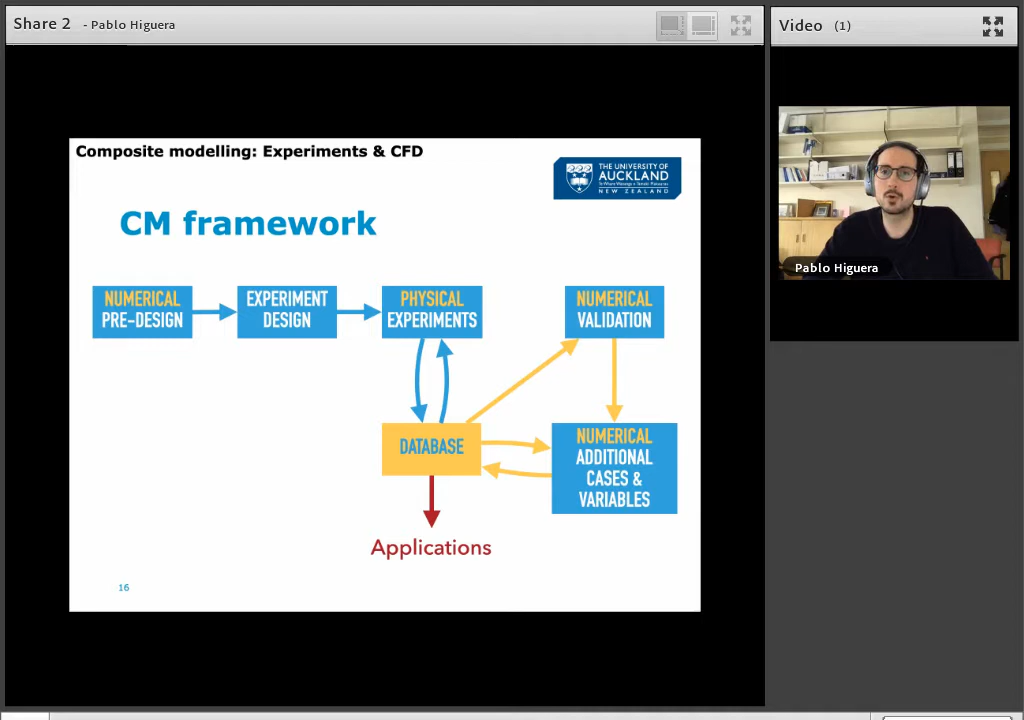 Share 2 - Pablo Higuera
Video (1)
Composite modelling: Experiments & CFD
THE UNIVERSITY OF
AUCKLAND
NEW ZEALAND
CM framework
NUMERICAL
PRE-DESIGN
EXPERIMENT
DESIGN
PHYSICAL
EXPERIMENTS
NUMERICAL
VALIDATION
DATABASE
NUMERICAL
ADDITIONAL
CASES &
VARIABLES
Applications
16
Pablo Higuera